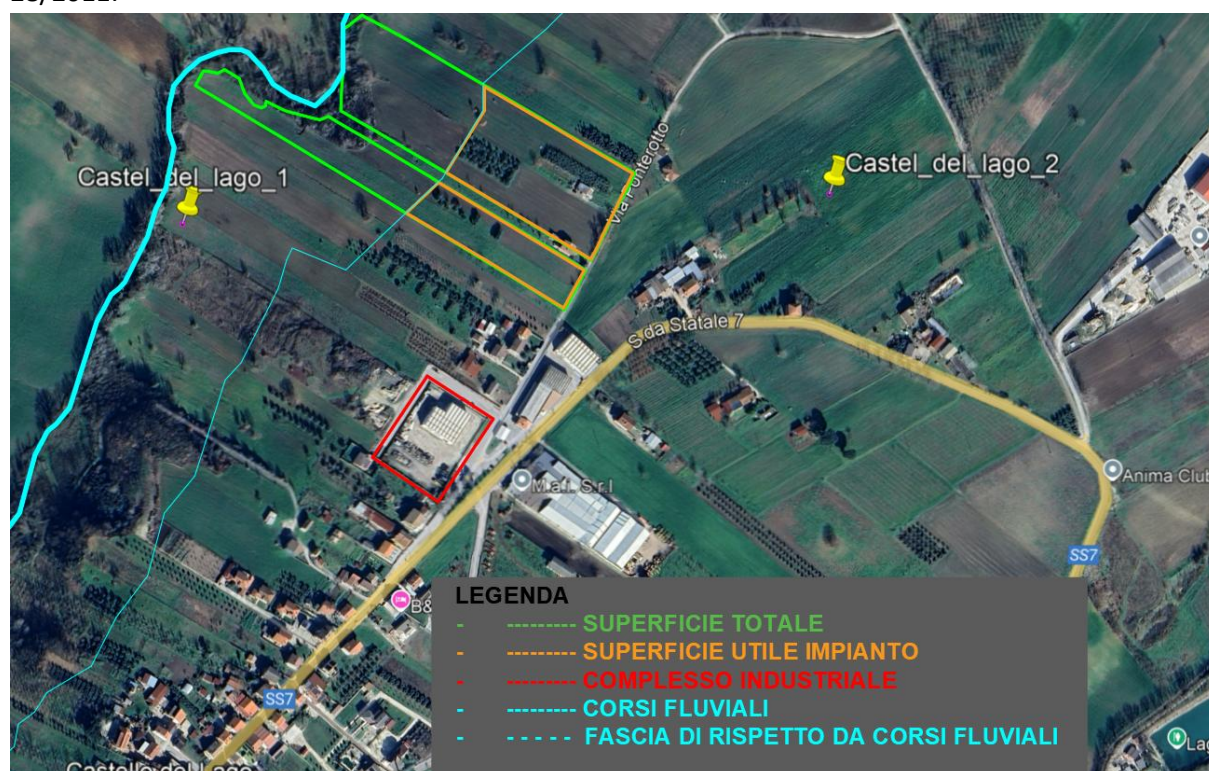 Castel_del_lago_1
Castel_del_lago_2
Via Ponterotto
S.da Statale 7
Anima Club
M.a.i. S.r.l
SS7
B&
SS7
LEGENDA
- --------- SUPERFICIE TOTALE
- --------- SUPERFICIE UTILE IMPIANTO
- --------- COMPLESSO INDUSTRIALE
- --------- CORSI FLUVIALI
- - - - - - FASCIA DI RISPETTO DA CORSI FLUVIALI
Lag